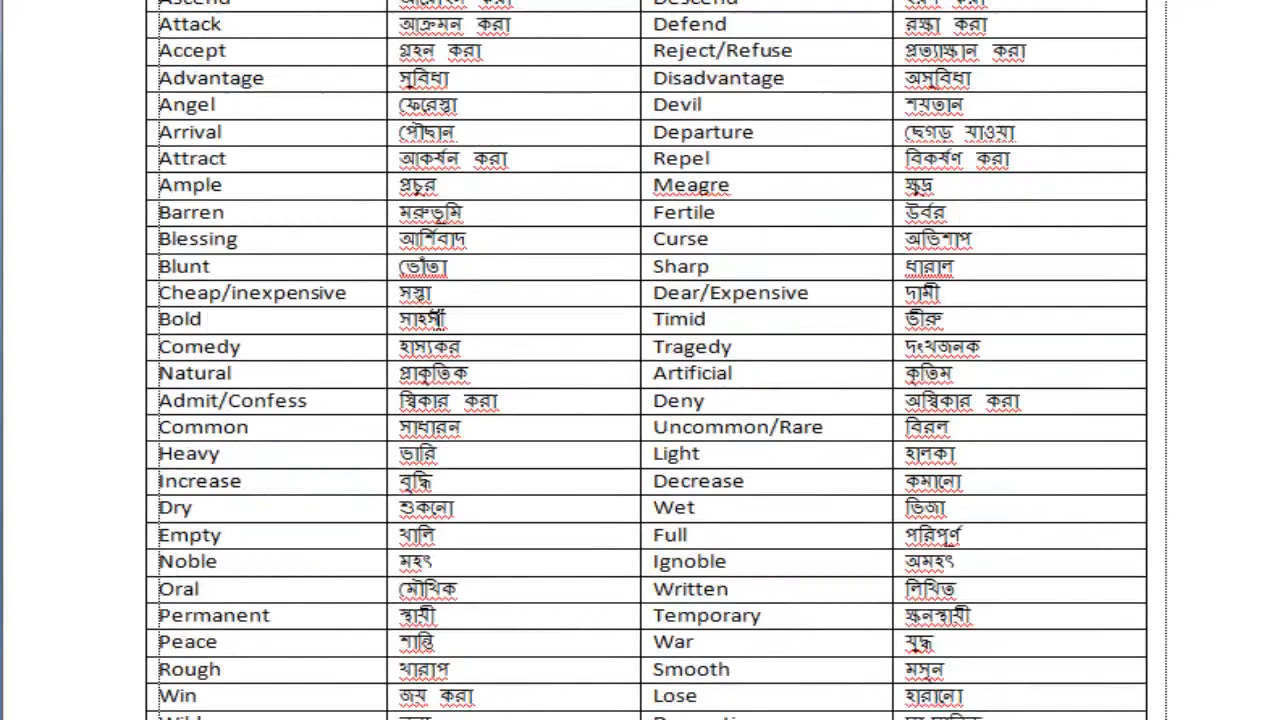 Attack আক্রমন করা Defend রক্ষা করা
Accept গ্রহন করা Reject/Refuse প্রত্যাক্ষান করা
Advantage সুবিধা Disadvantage অসুবিধা
Angel ফেরেস্তা Devil শয়তান
Arrival পৌছান Departure ছেগড় যাওয়া
Attract আকর্ষন করা Repel বিকর্ষণ করা
Ample প্রচুর Meagre ক্ষুদ্র
Barren মরুভূমি Fertile উর্বর
Blessing আর্শিবাদ Curse অভিশাপ
Blunt ভোঁতা Sharp ধারাল
Cheap/inexpensive সস্তা Dear/Expensive দামী
Bold সাহসী Timid ভীরু
Comedy হাস্যকর Tragedy দংখজনক
Natural প্রাকৃতিক Artificial কৃতিম
Admit/Confess স্বিকার করা Deny অস্বিকার করা
Common সাধারন Uncommon/Rare বিরল
Heavy ভারি Light হালকা
Increase বৃদ্ধি Decrease কমানো
Dry শুকনো Wet ভিজা
Empty খালি Full পরিপূর্ণ
Noble মহৎ Ignoble অমহৎ
Oral মৌখিক Written লিখিত
Permanent স্থায়ী Temporary ক্ষনস্থায়ী
Peace শান্তি War যুদ্ধ
Rough খারাপ Smooth মসৃন
Win জয় করা Lose হারানো